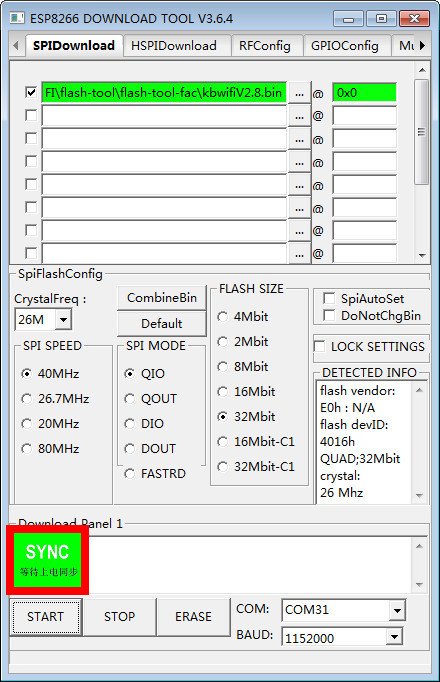 ESP8266 DOWNLOAD TOOL V3.6.4
SPIDownload HSPIDownload RFConfig GPIOConfig Mu
FI\flash-tool\flash-tool-fac\kbwifiV2.8.bin ... @ 0x0
... @
... @
... @
... @
... @
... @
... @
SpiFlashConfig
CrystalFreq :
26M
CombineBin
Default
SPI SPEED
40MHz
26.7MHz
20MHz
80MHz
SPI MODE
QIO
QOUT
DIO
DOUT
FASTRD
FLASH SIZE
4Mbit
2Mbit
8Mbit
16Mbit
32Mbit
16Mbit-C1
32Mbit-C1
SpiAutoSet
DoNotChgBin
LOCK SETTINGS
DETECTED INFO
flash vendor:
E0h : N/A
flash devID:
4016h
QUAD;32Mbit
crystal:
26 Mhz
Download Panel 1
SYNC
等待上电同步
START STOP ERASE
COM: COM31
BAUD: 1152000